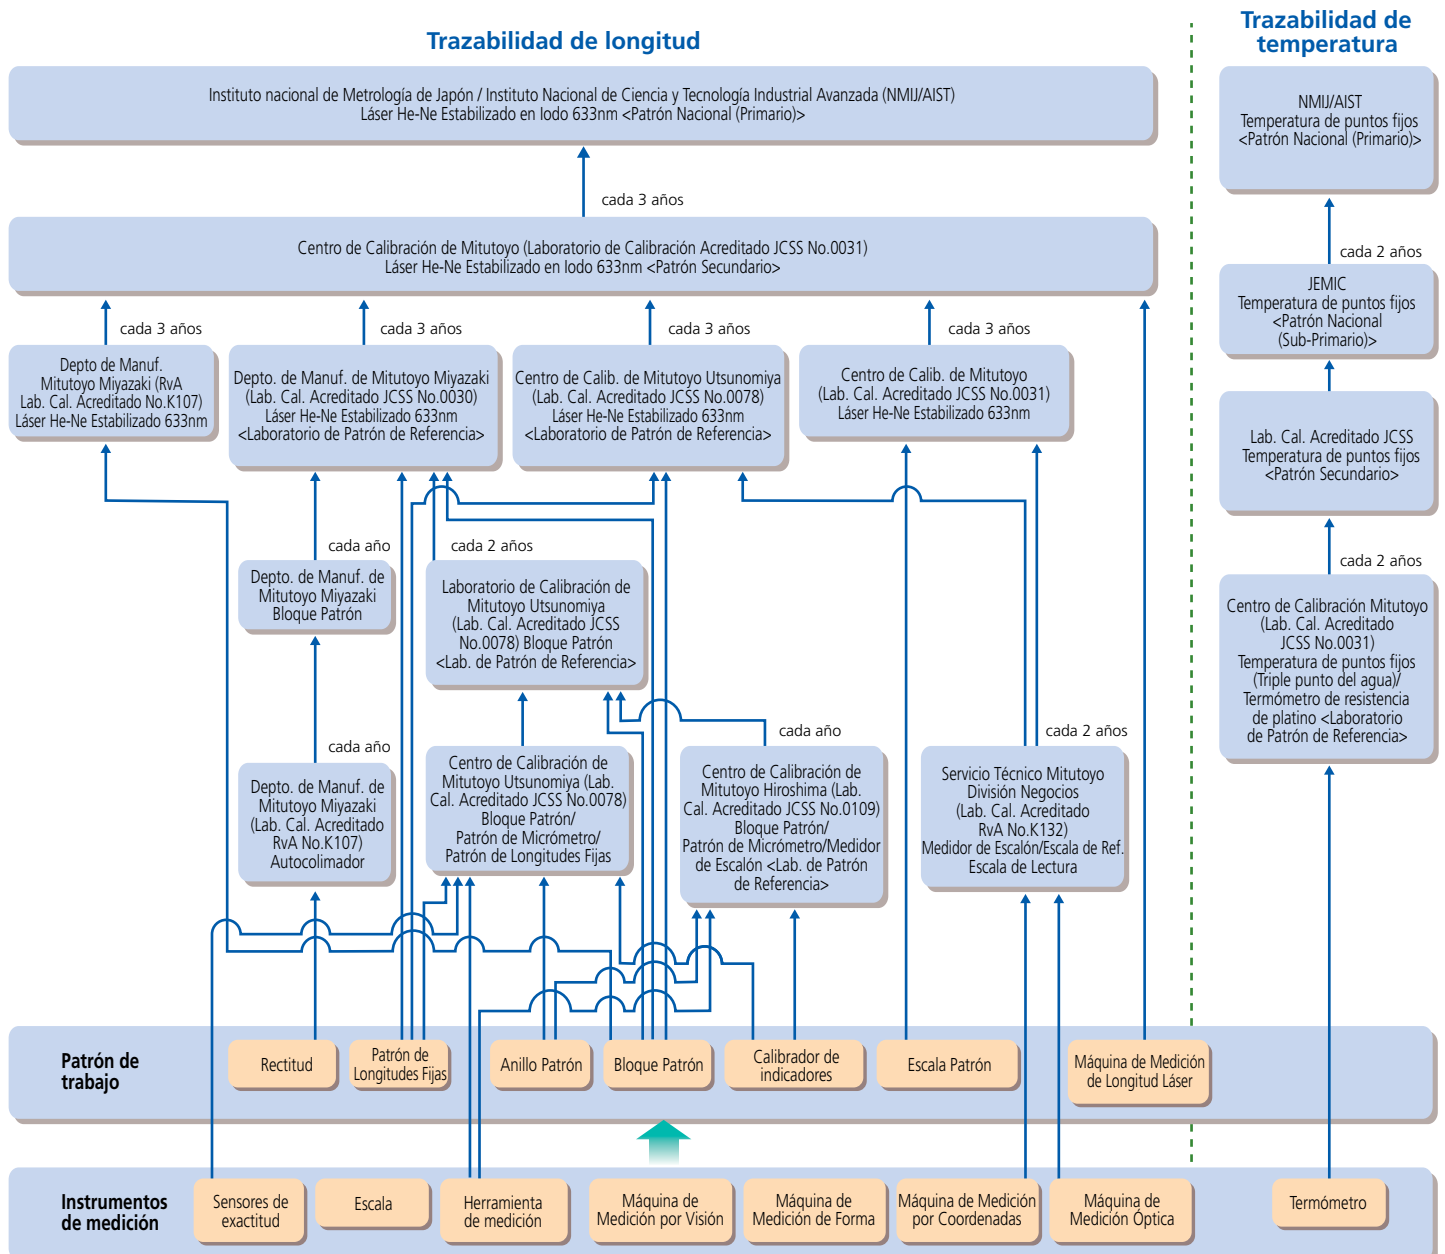 Trazabilidad de longitud
Trazabilidad de
temperatura
Instituto nacional de Metrología de Japón / Instituto Nacional de Ciencia y Tecnología Industrial Avanzada (NMIJ/AIST)
Láser He-Ne Estabilizado en Iodo 633nm <Patrón Nacional (Primario)>
NMIJ/AIST
Temperatura de puntos fijos
<Patrón Nacional (Primario)>
cada 3 años
Centro de Calibración de Mitutoyo (Laboratorio de Calibración Acreditado JCSS No.0031)
Láser He-Ne Estabilizado en Iodo 633nm <Patrón Secundario>
cada 2 años
JEMIC
Temperatura de puntos fijos
<Patrón Nacional
(Sub-Primario)>
cada 3 años
cada 3 años
cada 3 años
cada 3 años
Depto de Manuf.
Mitutoyo Miyazaki (RvA
Lab. Cal. Acreditado No.K107)
Láser He-Ne Estabilizado 633nm
Depto. de Manuf. de Mitutoyo Miyazaki
(Lab. Cal. Acreditado JCSS No.0030)
Láser He-Ne Estabilizado 633nm
<Laboratorio de Patrón de Referencia>
Centro de Calib. de Mitutoyo Utsunomiya
(Lab. Cal. Acreditado JCSS No.0078)
Láser He-Ne Estabilizado 633nm
<Laboratorio de Patrón de Referencia>
Centro de Calib. de Mitutoyo
(Lab. Cal. Acreditado JCSS No.0031)
Láser He-Ne Estabilizado 633nm
Lab. Cal. Acreditado JCSS
Temperatura de puntos fijos
<Patrón Secundario>
cada año
cada 2 años
cada 2 años
Depto. de Manuf. de
Mitutoyo Miyazaki
Bloque Patrón
Laboratorio de Calibración de
Mitutoyo Utsunomiya
(Lab. Cal. Acreditado JCSS
No.0078) Bloque Patrón
<Lab. de Patrón de Referencia>
Centro de Calibración Mitutoyo
(Lab. Cal. Acreditado
JCSS No.0031)
Temperatura de puntos fijos
(Triple punto del agua)/
Termómetro de resistencia
de platino <Laboratorio
de Patrón de Referencia>
cada año
cada año
cada 2 años
Depto. de Manuf. de
Mitutoyo Miyazaki
(Lab. Cal. Acreditado
RvA No.K107)
Autocolimador
Centro de Calibración de
Mitutoyo Utsunomiya (Lab.
Cal. Acreditado JCSS No.0078)
Bloque Patrón/
Patrón de Micrómetro/
Patrón de Longitudes Fijas
Centro de Calibración de
Mitutoyo Hiroshima (Lab.
Cal. Acreditado JCSS No.0109)
Bloque Patrón/
Patrón de Micrómetro/Medidor
de Escalón <Lab. de Patrón
de Referencia>
Servicio Técnico Mitutoyo
División Negocios
(Lab. Cal. Acreditado
RvA No.K132)
Medidor de Escalón/Escala de Ref.
Escala de Lectura
Patrón de
trabajo
Rectitud
Patrón de
Longitudes Fijas
Anillo Patrón
Bloque Patrón
Calibrador de
indicadores
Escala Patrón
Máquina de Medición
de Longitud Láser
Instrumentos
de medición
Sensores de
exactitud
Escala
Herramienta
de medición
Máquina de
Medición por Visión
Máquina de
Medición de Forma
Máquina de Medición
por Coordenadas
Máquina de
Medición Óptica
Termómetro